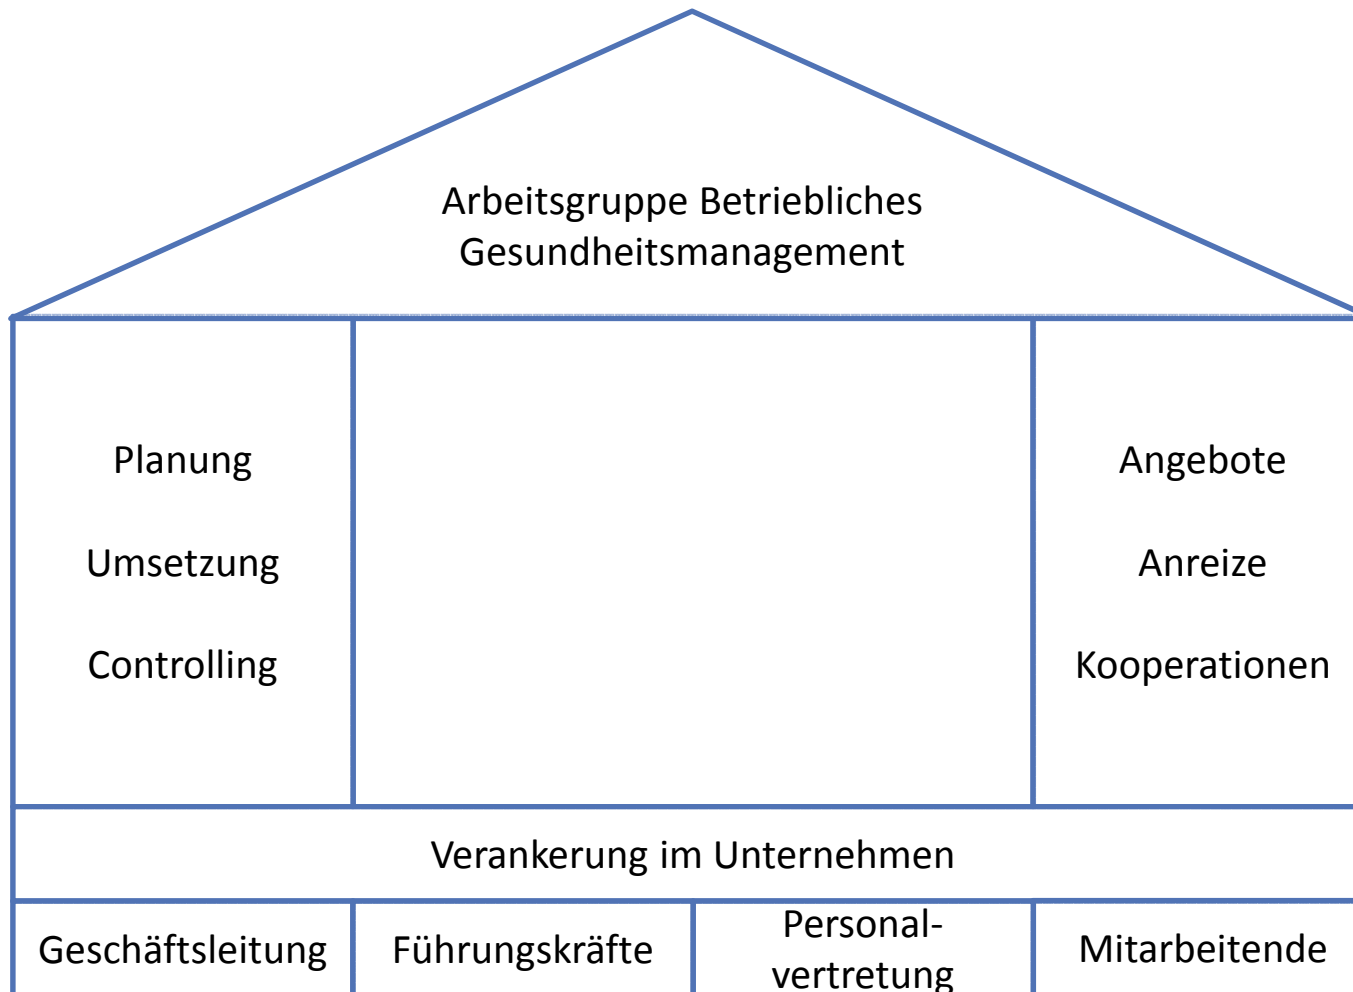 Arbeitsgruppe Betriebliches
Gesundheitsmanagement
Planung
Umsetzung
Controlling
Angebote
Anreize
Kooperationen
Verankerung im Unternehmen
Geschäftsleitung
Führungskräfte
Personal-
vertretung
Mitarbeitende